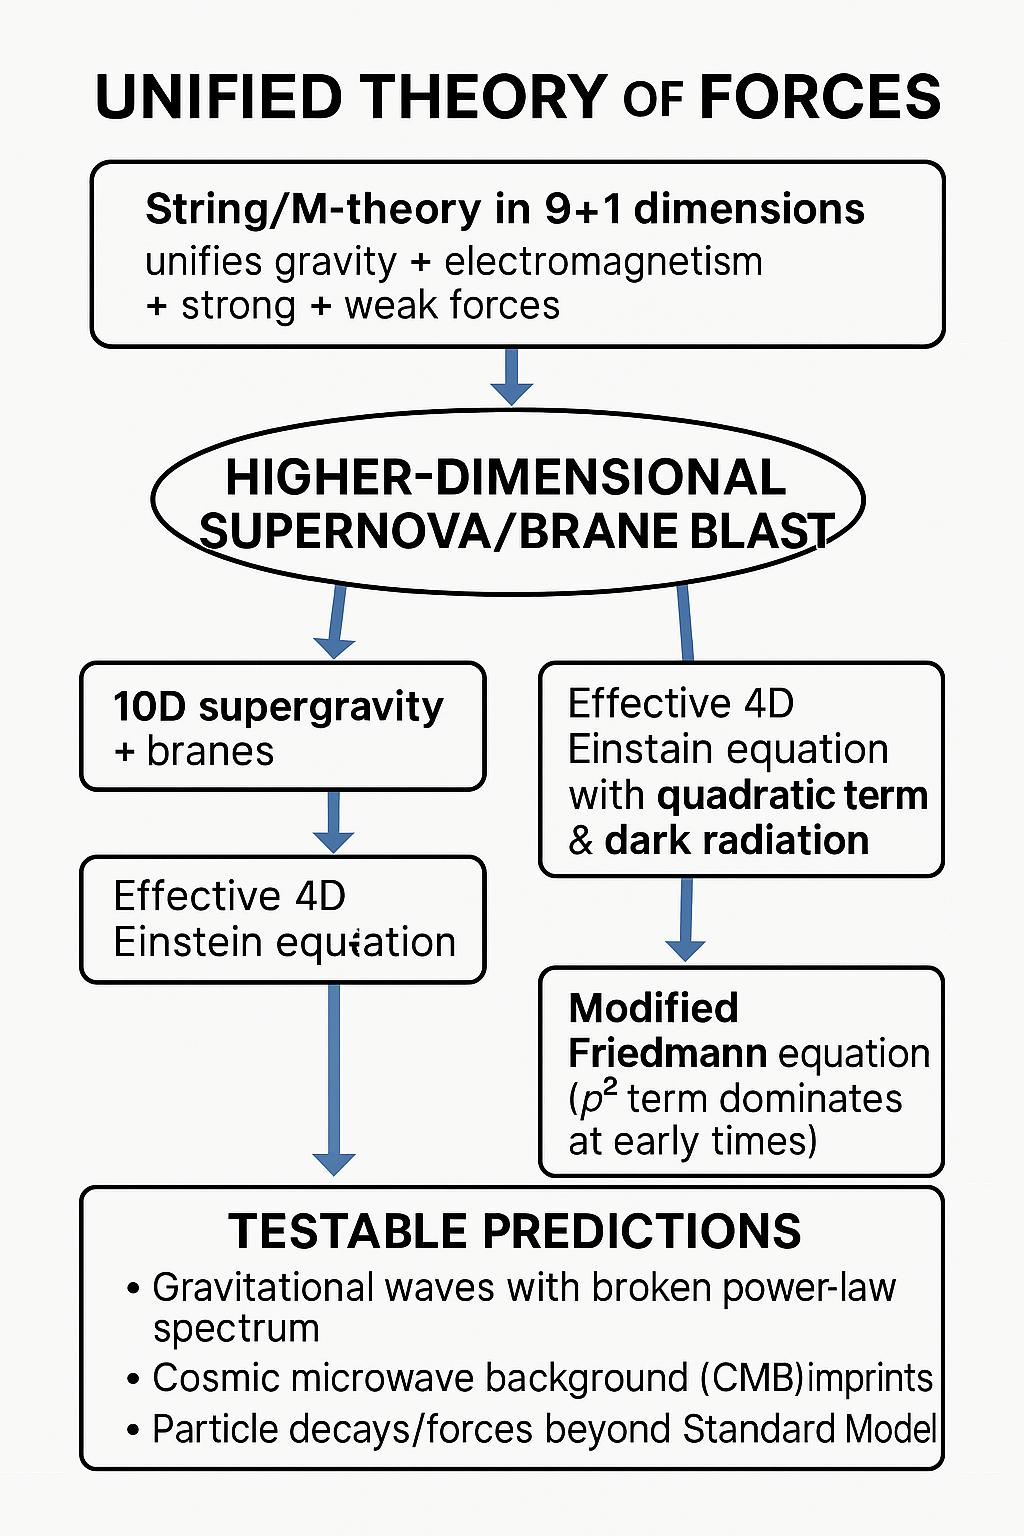 UNIFIED THEORY OF FORCES
String/M-theory in 9+1 dimensions
unifies gravity + electromagnetism
+ strong + weak forces
HIGHER-DIMENSIONAL
SUPERNOVA/BRANE BLAST
10D supergravity
+ branes
Effective 4D
Einstein equtation
Effective 4D
Einstain equation
with quadratic term
& dark radiation
Modified
Friedmann equation
(p² term dominates
at early times)
TESTABLE PREDICTIONS
• Gravitational waves with broken power-law
spectrum
• Cosmic microwave background (CMB)imprints
• Particle decays/forces beyond Standard Model